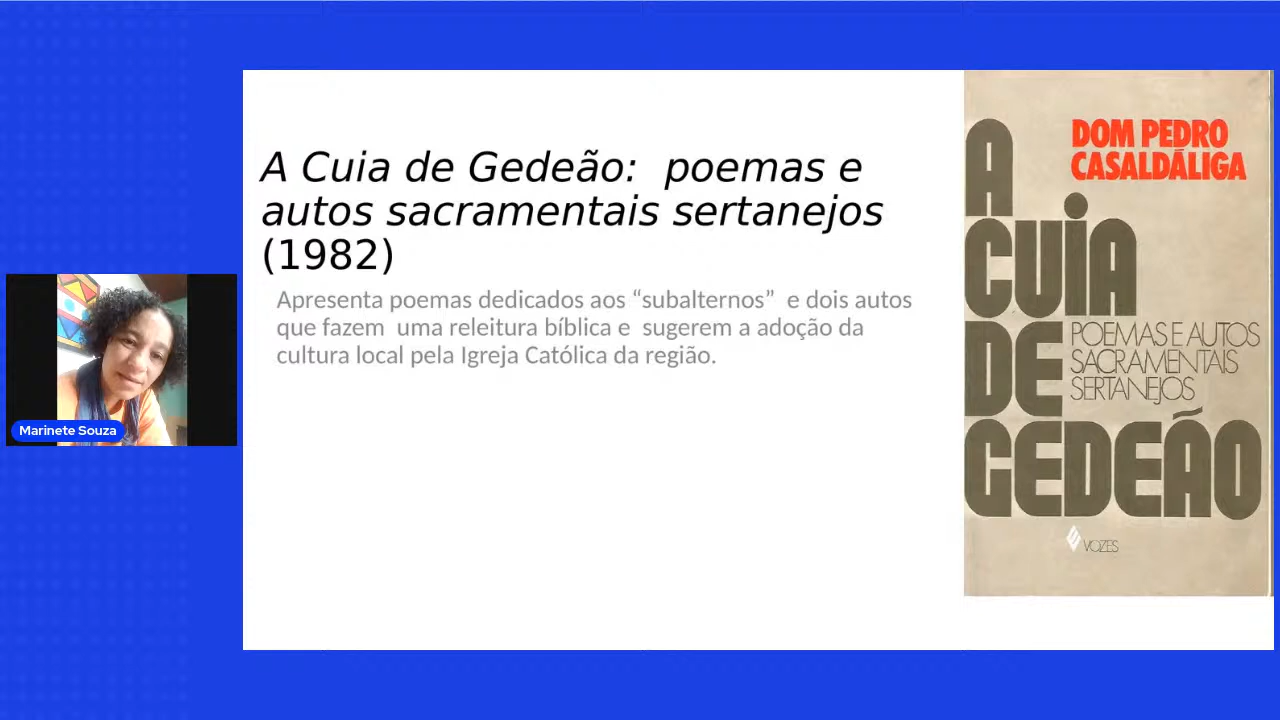 A Cuia de Gedeão:  poemas e
autos sacramentais sertanejos
(1982)
Apresenta poemas dedicados aos “subalternos”  e dois autos
que fazem  uma releitura bíblica e  sugerem a adoção da
cultura local pela Igreja Católica da região.
Marinete Souza
DOM PEDRO
CASALDÁLIGA
A
CUIA
DE
GEDEÃO
POEMAS E AUTOS
SACRAMENTAIS
SERTANEJOS
VOZES